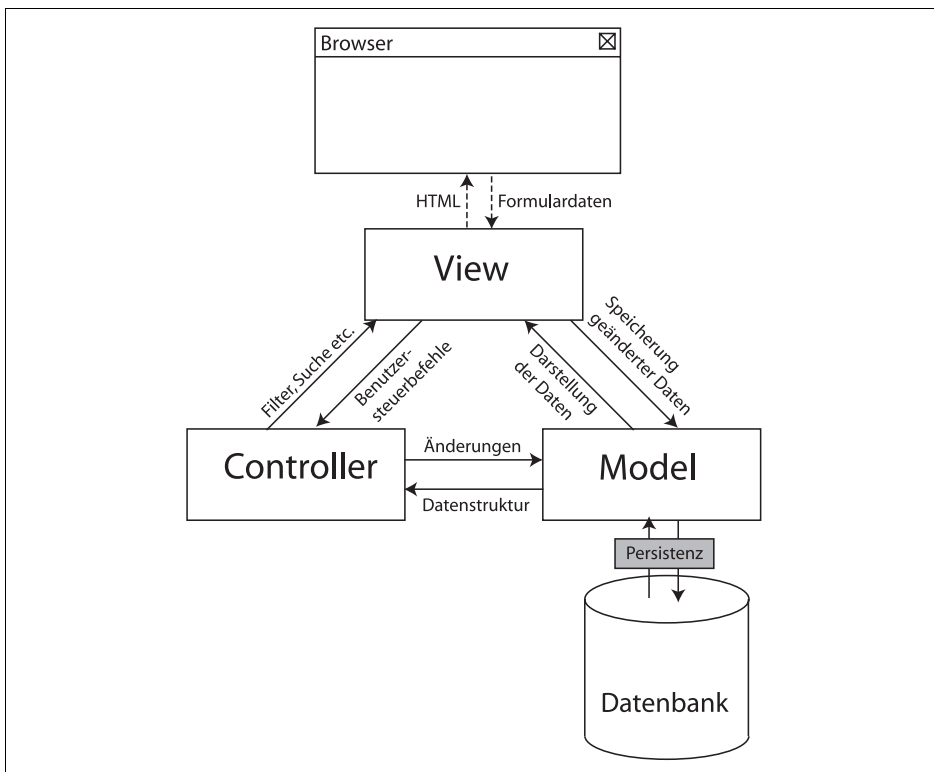 Browser
HTML
Formulardaten
View
Filter, Suche etc.
Benutzer-
steuerbefehle
Darstellung
der Daten
Speicherung
geänderter Daten
Controller
Änderungen
Datenstruktur
Model
Persistenz
Datenbank